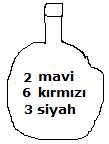 2 mavi
6 kırmızı
3 siyah